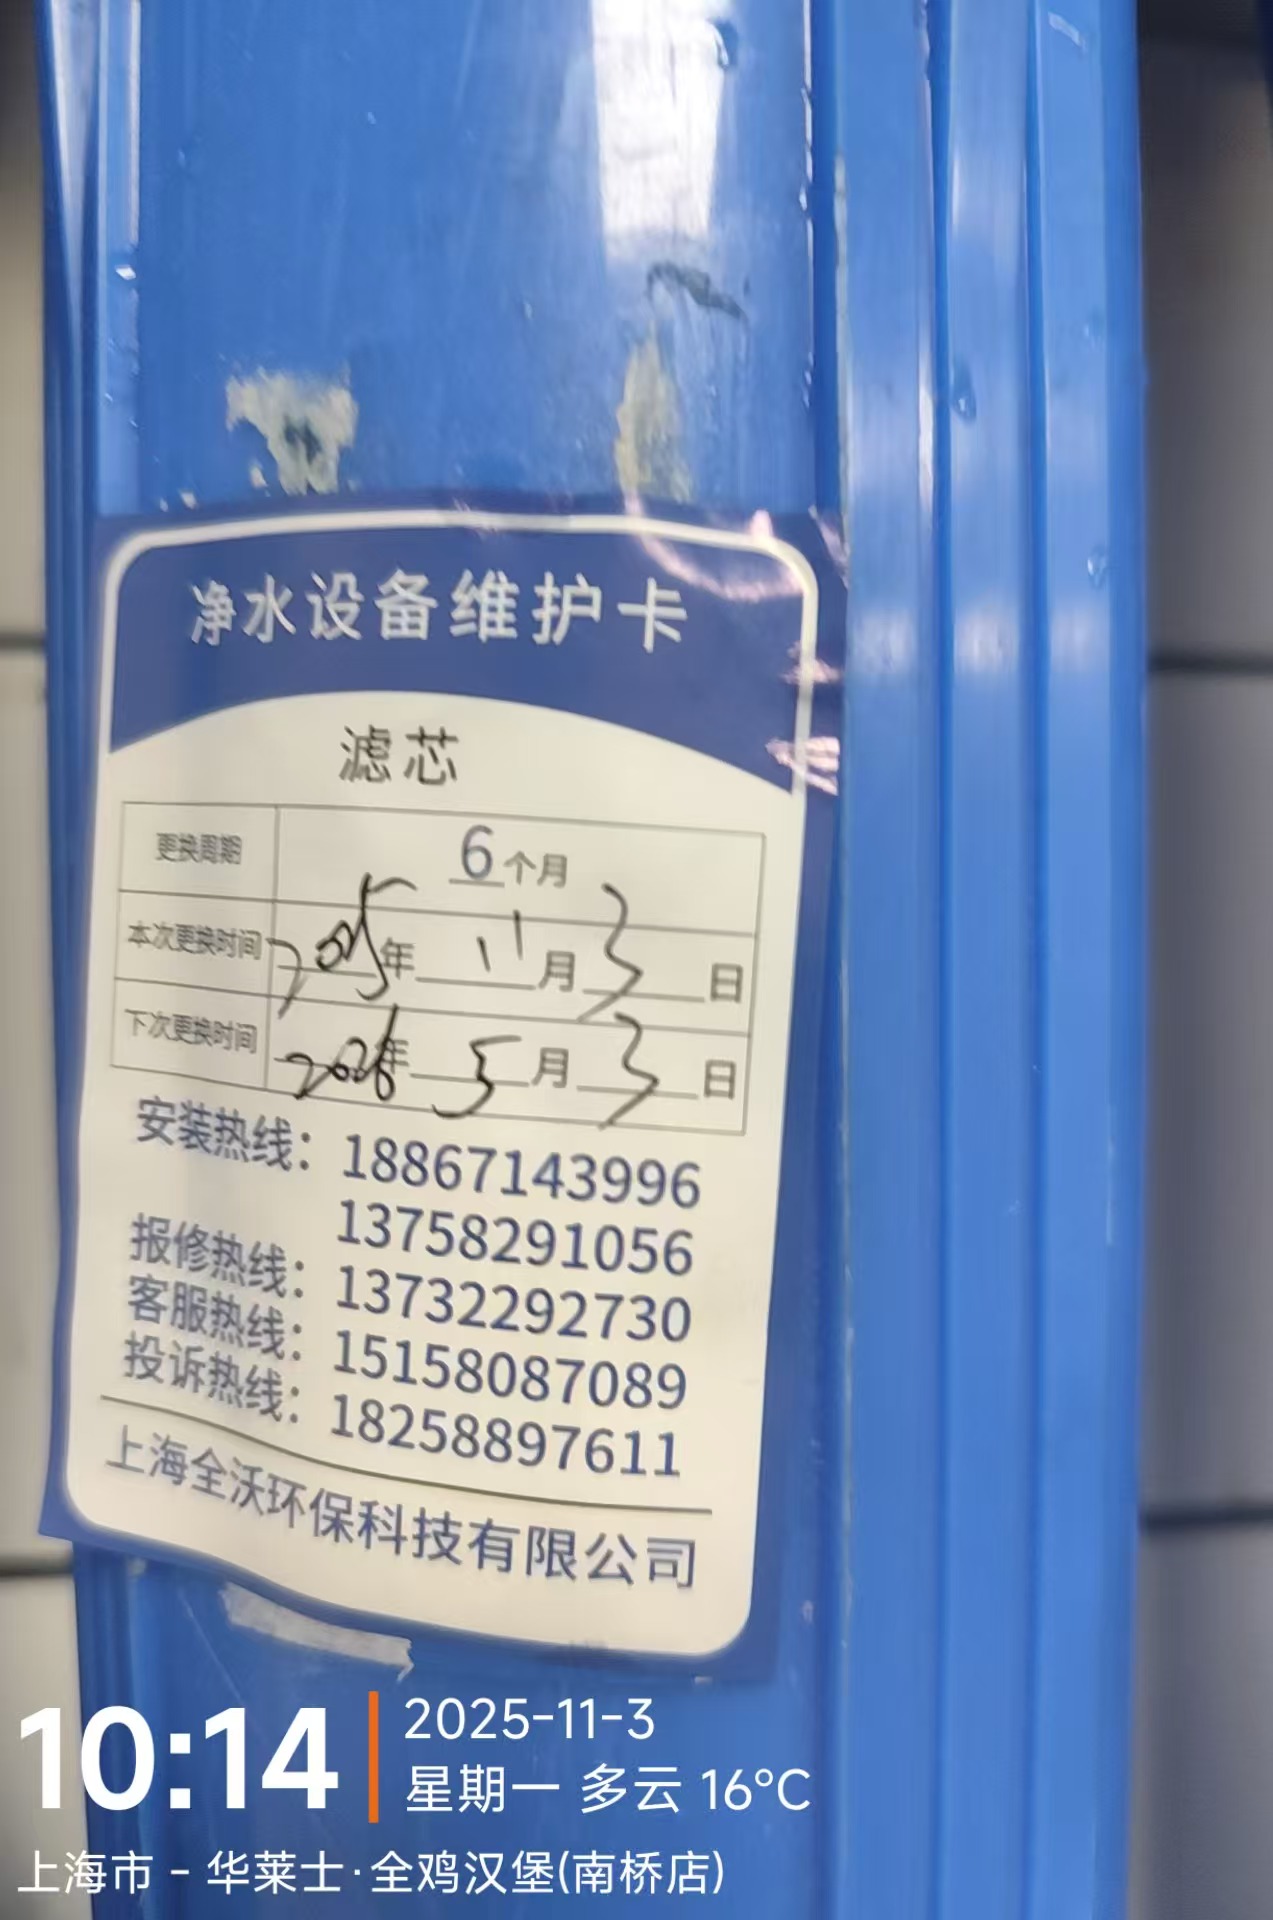 净水设备维护卡
滤芯
更换周期 6个月
本次更换时间 2025年11月3日
下次更换时间 2026年5月3日
安装热线：18867143996
13758291056
报修热线：13732292730
客服热线：15158087089
投诉热线：18258897611
上海全沃环保科技有限公司
10:14
2025-11-3
星期一 多云 16℃
上海市 - 华莱士·全鸡汉堡(南桥店)